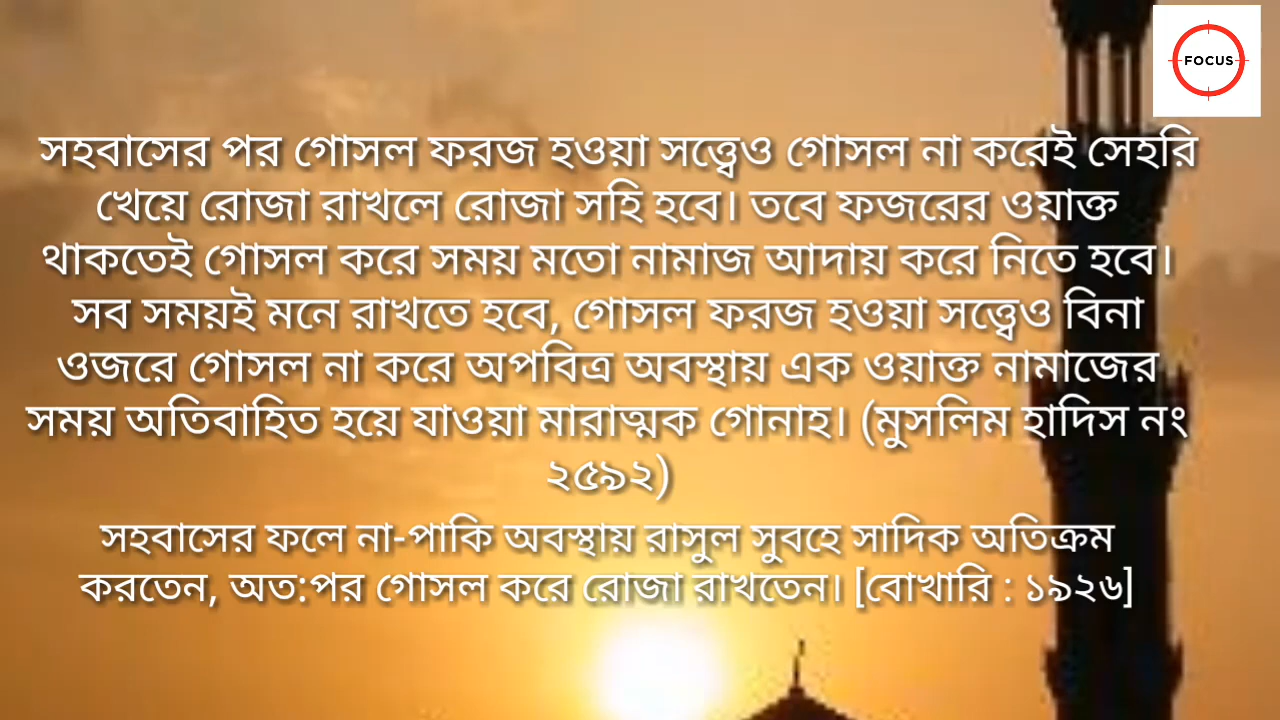 FOCUS
সহবাসের পর গোসল ফরজ হওয়া সত্ত্বেও গোসল না করেই সেহরি
খেয়ে রোজা রাখলে রোজা সহি হবে। তবে ফজরের ওয়াক্ত
থাকতেই গোসল করে সময় মতো নামাজ আদায় করে নিতে হবে।
সব সময়ই মনে রাখতে হবে, গোসল ফরজ হওয়া সত্ত্বেও বিনা
ওজরে গোসল না করে অপবিত্র অবস্থায় এক ওয়াক্ত নামাজের
সময় অতিবাহিত হয়ে যাওয়া মারাত্মক গোনাহ। (মুসলিম হাদিস নং
২৫৯২)
সহবাসের ফলে না-পাকি অবস্থায় রাসুল সুবহে সাদিক অতিক্রম
করতেন, অত:পর গোসল করে রোজা রাখতেন। [বোখারি : ১৯২৬]